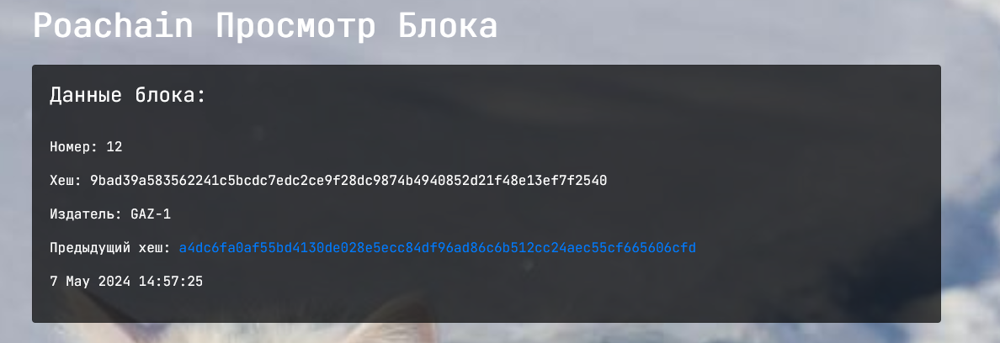 Poachain Просмотр Блока
Данные блока:
Номер: 12
Хеш: 9bad39a583562241c5bcdc7edc2ce9f28dc9874b4940852d21f48e13ef7f2540
Издатель: GAZ-1
Предыдущий хеш: a4dc6fa0af55bd4130de028e5ecc84df96ad86c6b512cc24aec55cf665606cfd
7 May 2024 14:57:25